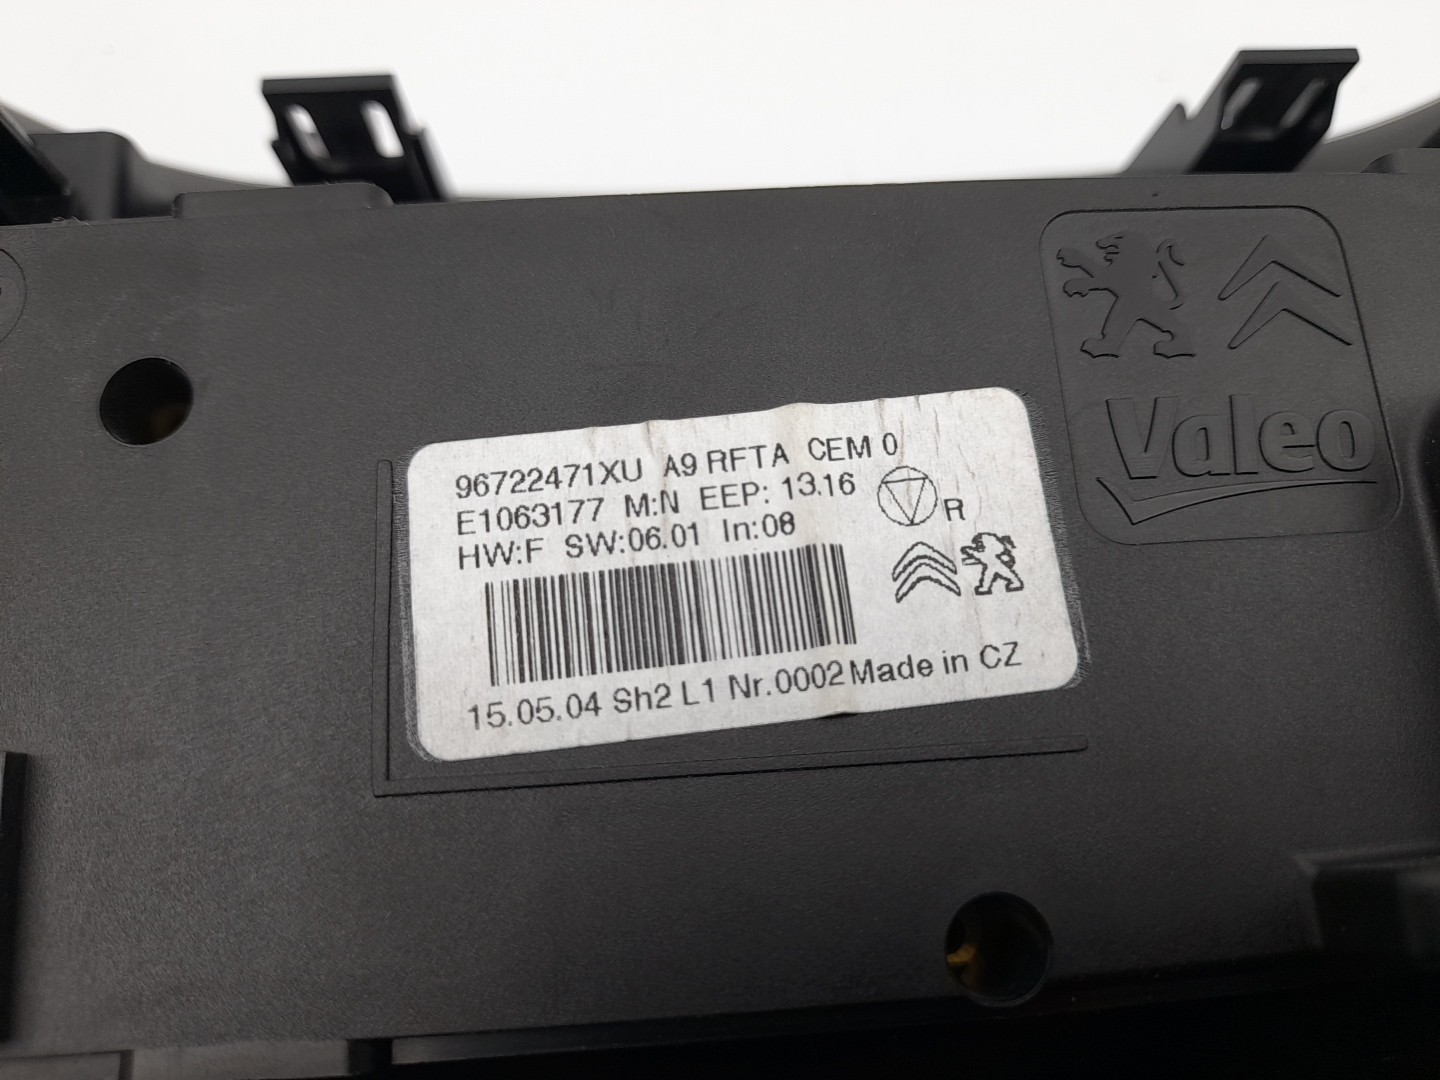 96722471XU A9 RFTA CEM 0
E1063177 M:N EEP: 13.16
HW:F SW:06.01 In:08
R
15.05.04 Sh2 L1 Nr.0002 Made in CZ
Valeo